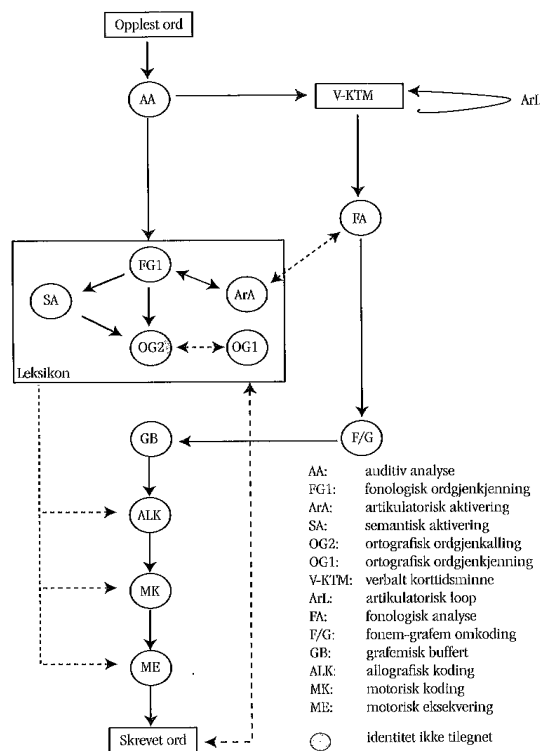 Opplest ord
AA
V-KTM
ArL
FA
FG1
SA
ArA
OG2
OG1
Leksikon
GB
F/G
ALK
MK
ME
Skrevet ord
AA: auditiv analyse
FG1: fonologisk ordgjenkjenning
ArA: artikulatorisk aktivering
SA: semantisk aktivering
OG2: ortografisk ordgjenkalling
OG1: ortografisk ordgjenkjenning
V-KTM: verbalt korttidsminne
ArL: artikulatorisk loop
FA: fonologisk analyse
F/G: fonem-grafem omkoding
GB: grafemisk buffert
ALK: allografisk koding
MK: motorisk koding
ME: motorisk eksekvering
identitet ikke tilegnet